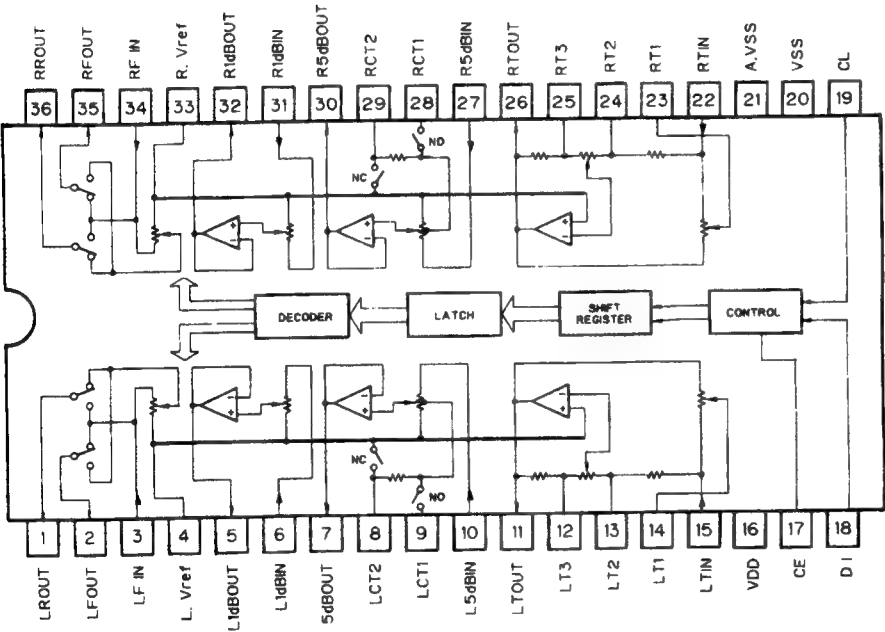 RROUT
RFOUT
RF IN
R. Vref
R1dBOUT
R1dBIN
R5dBOUT
RCT2
RCT1
R5dBIN
RTOUT
RT3
RT2
RT1
RTIN
A.VSS
VSS
CL
36 35 34 33 32 31 30 29 28 27 26 25 24 23 22 21 20 19
NO
NC
+
-
+
-
+
-
DECODER
LATCH
SHIFT
REGISTER
CONTROL
-
+
-
+
-
+
NC
NO
1 2 3 4 5 6 7 8 9 10 11 12 13 14 15 16 17 18
LROUT
LFOUT
LF IN
L. Vref
L1dBOUT
L1dBIN
5dBOUT
LCT2
LCT1
L5dBIN
LTOUT
LT3
LT2
LT1
LTIN
VDD
CE
DI